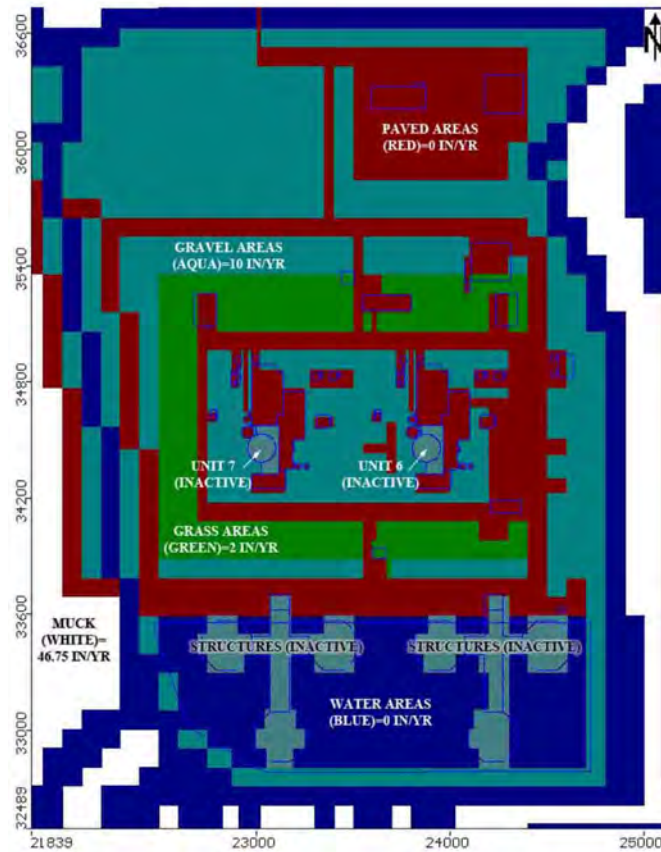 N
36600
PAVED AREAS
(RED)=0 IN/YR
36000
GRAVEL AREAS
(AQUA)=10 IN/YR
35400
34800
UNIT 7
(INACTIVE)
UNIT 6
(INACTIVE)
34200
GRASS AREAS
(GREEN)=2 IN/YR
33600
MUCK
(WHITE)=
46.75 IN/YR
STRUCTURES (INACTIVE)
STRUCTURES (INACTIVE)
WATER AREAS
(BLUE)=0 IN/YR
33000
32489
21839
23000
24000
25000